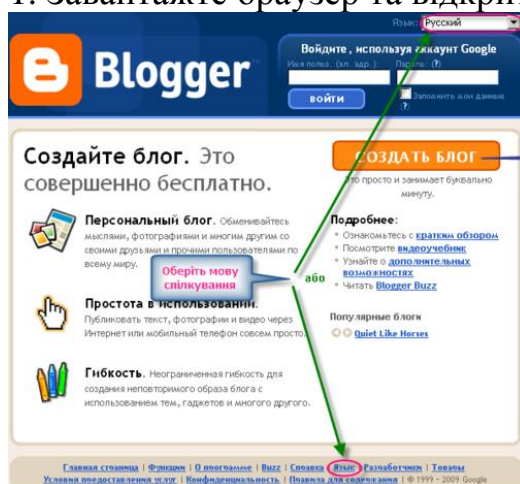 1. Завантажте браузер та відкри
Язык: Русский
Blogger
Войдите , используя аккаунт Google
Имя польз. (эл. адр.): Пароль: (?)
ВОЙТИ
Запомнить мои данные
(?)
Создайте блог. Это
совершенно бесплатно.
Персональный блог. Обменивайтесь
мыслями, фотографиями и многим другим со
своими друзьями и прочими пользователями по
всему миру.
Оберіть мову
спілкування
або
Простота в использовании.
Публиковать текст, фотографии и видео через
Интернет или мобильный телефон совсем просто.
Гибкость. Неограниченная гибкость для
создания неповторимого образа блога с
использованием тем, гаджетов и многого другого.
СОЗДАТЬ БЛОГ
Это просто и занимает буквально
минуту.
Подробнее:
Ознакомьтесь с кратким обзором
Посмотрите видеоучебник
Узнайте о дополнительных
возможностях
Читать Blogger Buzz
Популярные блоги
Quiet Like Horses
Главная страница | Функции | О программе | Buzz | Справка | Язык | Разработчики | Товары
Условия предоставления услуг | Конфиденциальность | Правила для содержания | © 1999 - 2009 Google